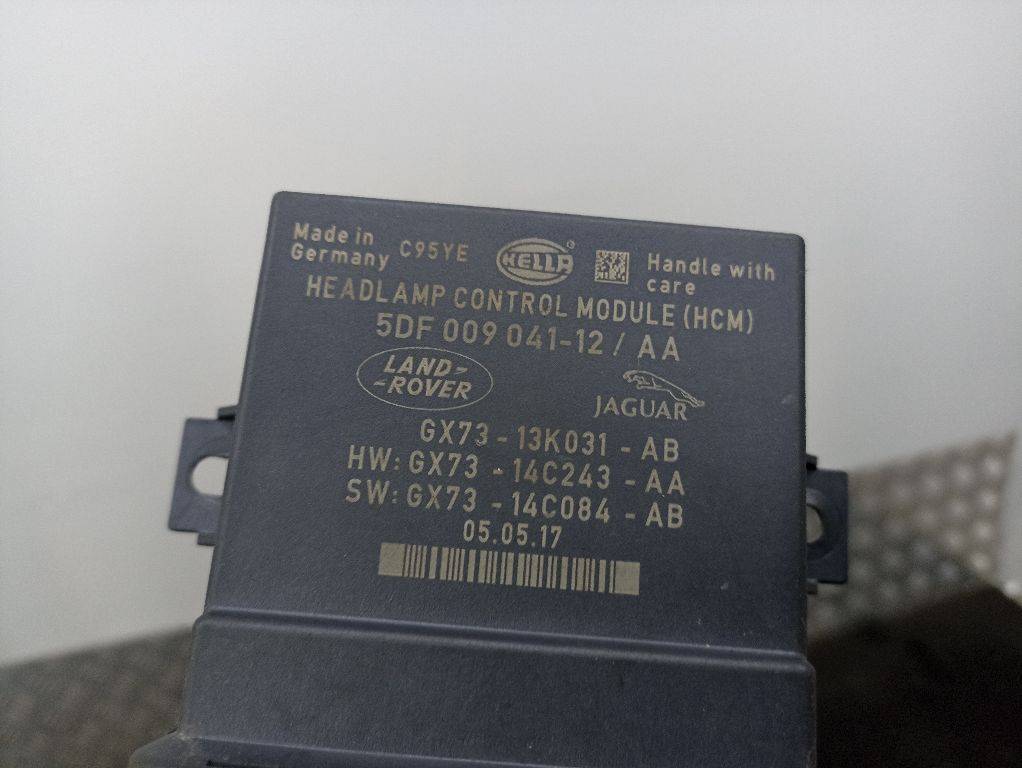 Made in Germany C95YE HELLA ® Handle with care
HEADLAMP CONTROL MODULE (HCM)
5DF 009 041-12 / AA
LAND-
-ROVER
JAGUAR
GX73 - 13K031 - AB
HW: GX73 - 14C243 - AA
SW: GX73 - 14C084 - AB
05.05.17